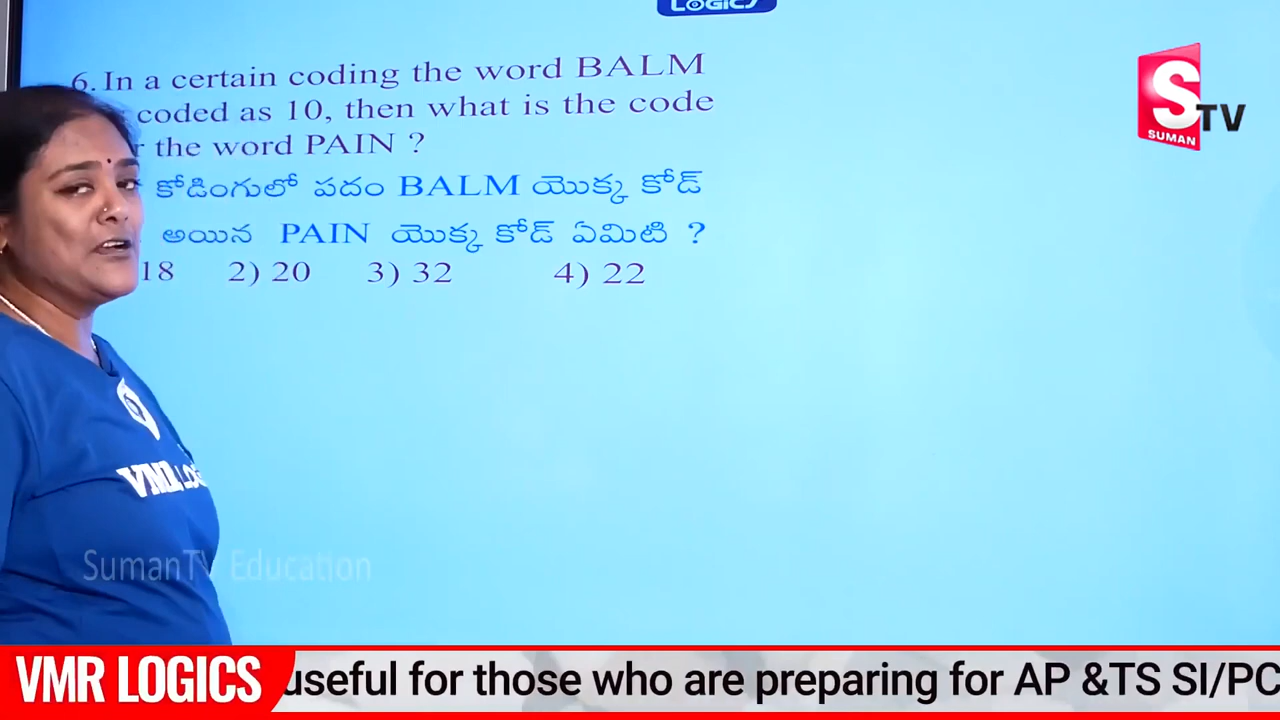 LOGICS
6. In a certain coding the word BALM
coded as 10, then what is the code
r the word PAIN ?
కోడింగులో పదం BALM యొక్క కోడ్
అయిన PAIN యొక్క కోడ్ ఏమిటి ?
18 2) 20 3) 32 4) 22
S TV
SUMAN
VMR LOG
SumanTV Education
VMR LOGICS useful for those who are preparing for AP &TS SI/PC